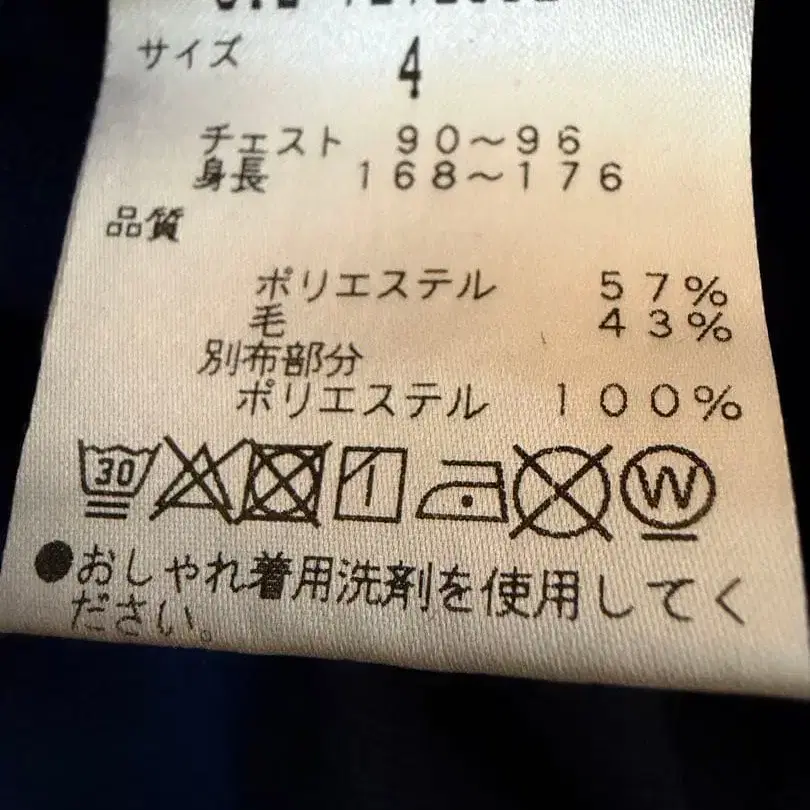 サイズ 4
チェスト 90～96
身長 168～176
品質
ポリエステル 57%
毛 43%
別布部分
ポリエステル 100%
30 W
●おしゃれ着用洗剤を使用してく
ださい。